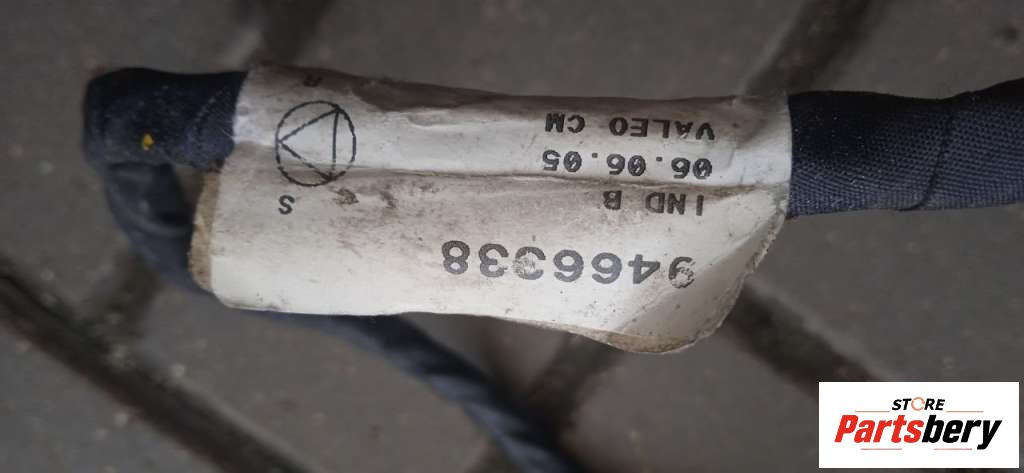 9466338
IND B
S
06.06.05
VALEO CM
R
STORE
Partsbery